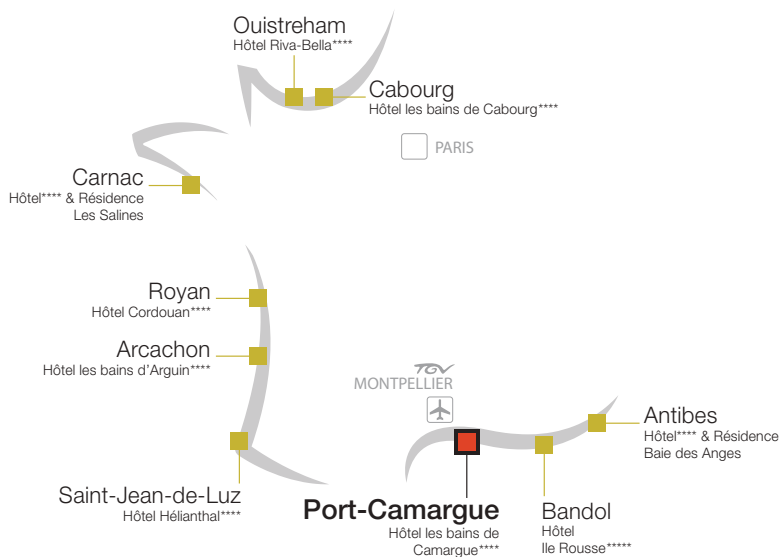 Ouistreham
Hôtel Riva-Bella****
Cabourg
Hôtel les bains de Cabourg****
PARIS
Carnac
Hôtel**** & Résidence
Les Salines
Royan
Hôtel Cordouan****
Arcachon
Hôtel les bains d'Arguin****
TGV
MONTPELLIER
Antibes
Hôtel**** & Résidence
Baie des Anges
Saint-Jean-de-Luz
Hôtel Hélianthal****
Port-Camargue
Hôtel les bains de
Camargue****
Bandol
Hôtel
Ile Rousse*****